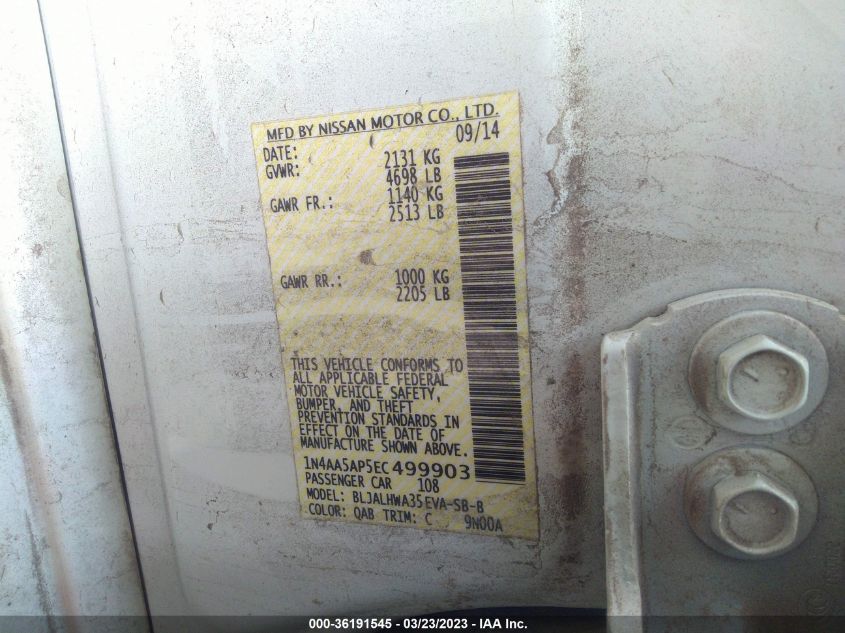 MFD BY NISSAN MOTOR CO., LTD.
DATE: 09/14
GVWR: 2131 KG
4698 LB
GAWR FR.: 1140 KG
2513 LB
GAWR RR.: 1000 KG
2205 LB
THIS VEHICLE CONFORMS TO
ALL APPLICABLE FEDERAL
MOTOR VEHICLE SAFETY,
BUMPER, AND THEFT
PREVENTION STANDARDS IN
EFFECT ON THE DATE OF
MANUFACTURE SHOWN ABOVE.
1N4AA5AP5EC499903
PASSENGER CAR 108
MODEL: BLJALHWA35EVA-SB-B
COLOR: QAB TRIM: C 9N00A
000-36191545 - 03/23/2023 - IAA Inc.